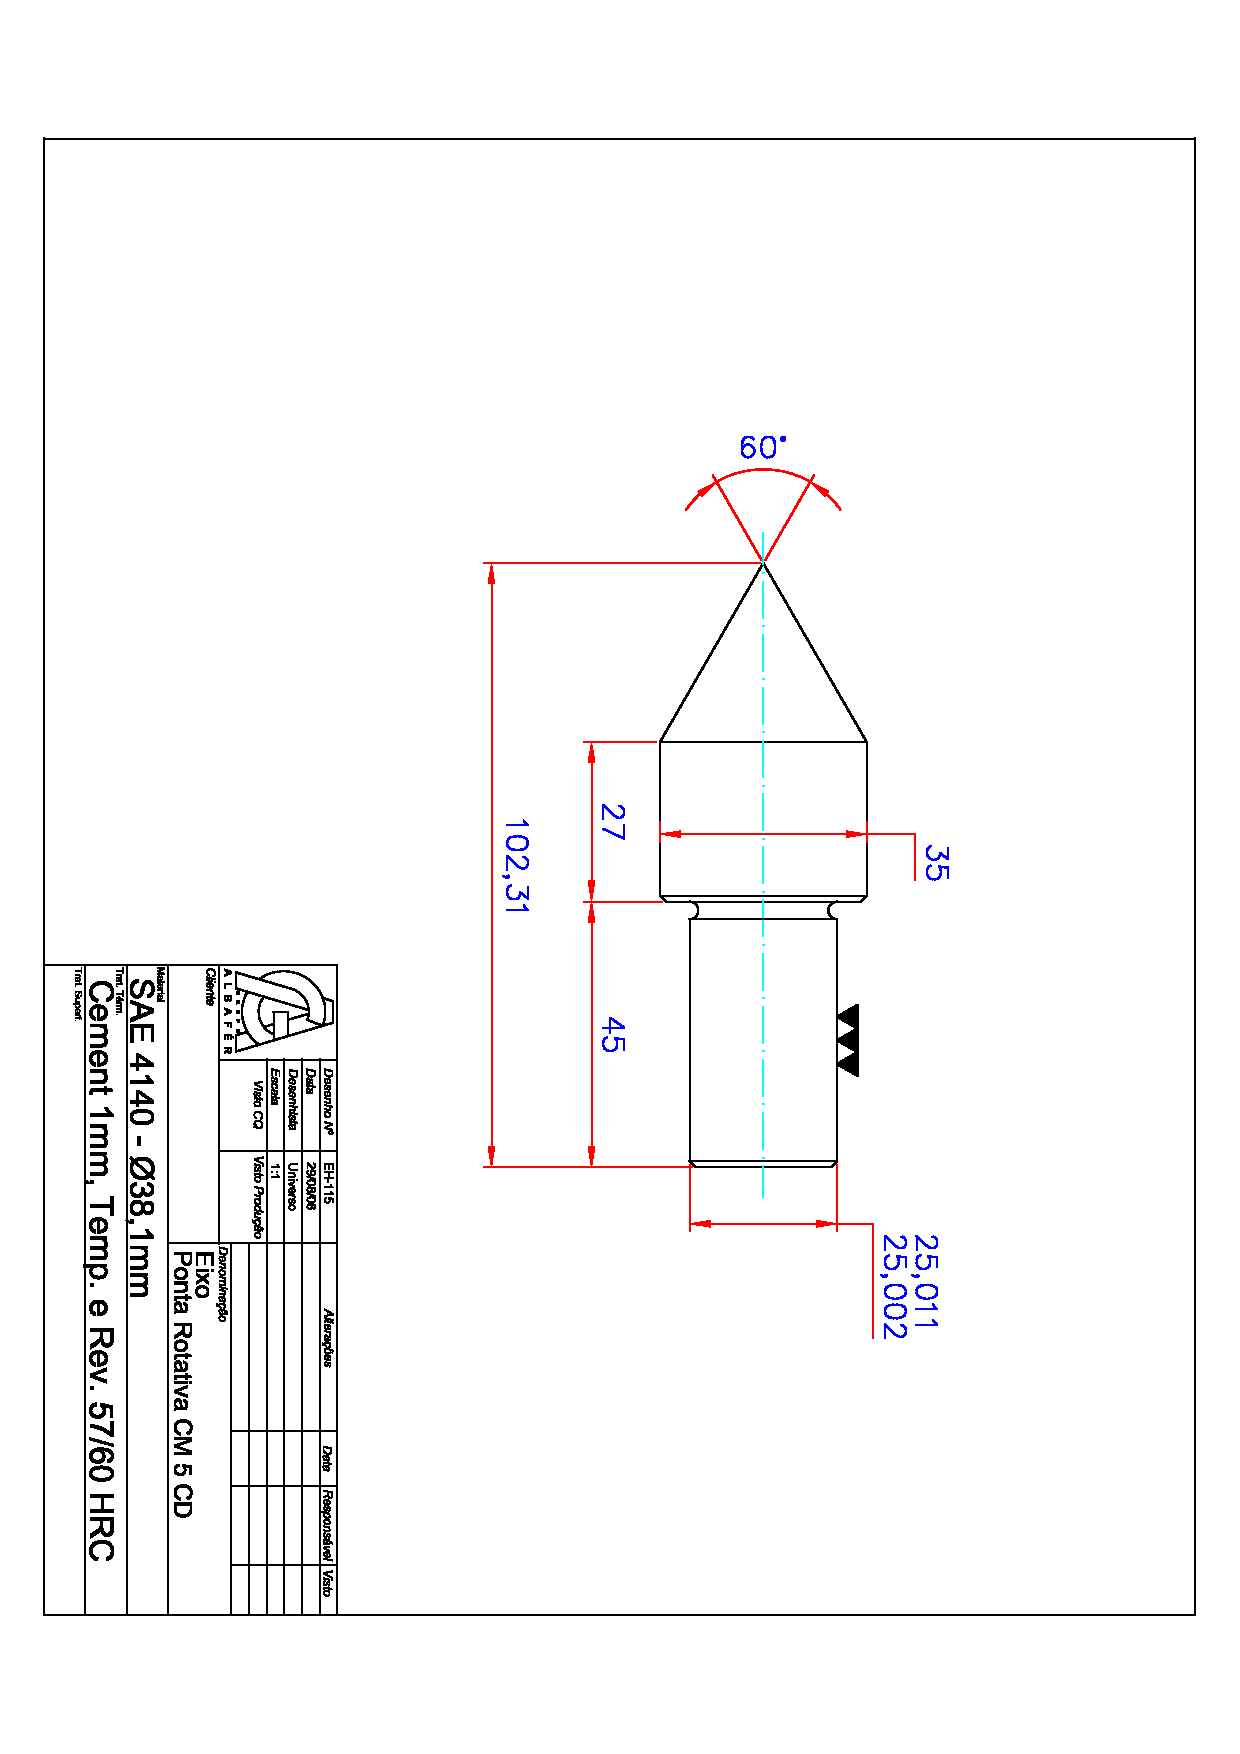 60°
27
102,31
35
45
25,011
25,002
ALBAFÉR
Desenho Nº EH-115
Data 29/08/06
Desenhista Universo
Escala 1:1
Visto CQ Visto Produção
Alterações Data Responsável Visto
Cliente
Denominação
Eixo
Ponta Rotativa CM 5 CD
Material
SAE 4140 - Ø38,1mm
Trat. Térm.
Cement 1mm, Temp. e Rev. 57/60 HRC
Trat. Superf.